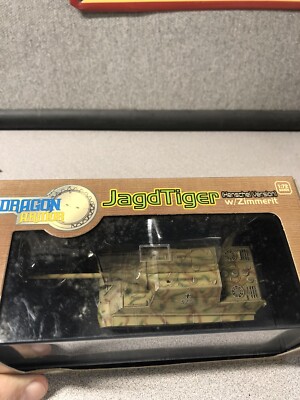 DRAGON
ARMOR
JagdTiger
(Henschel Version)
w/Zimmerit
1:72